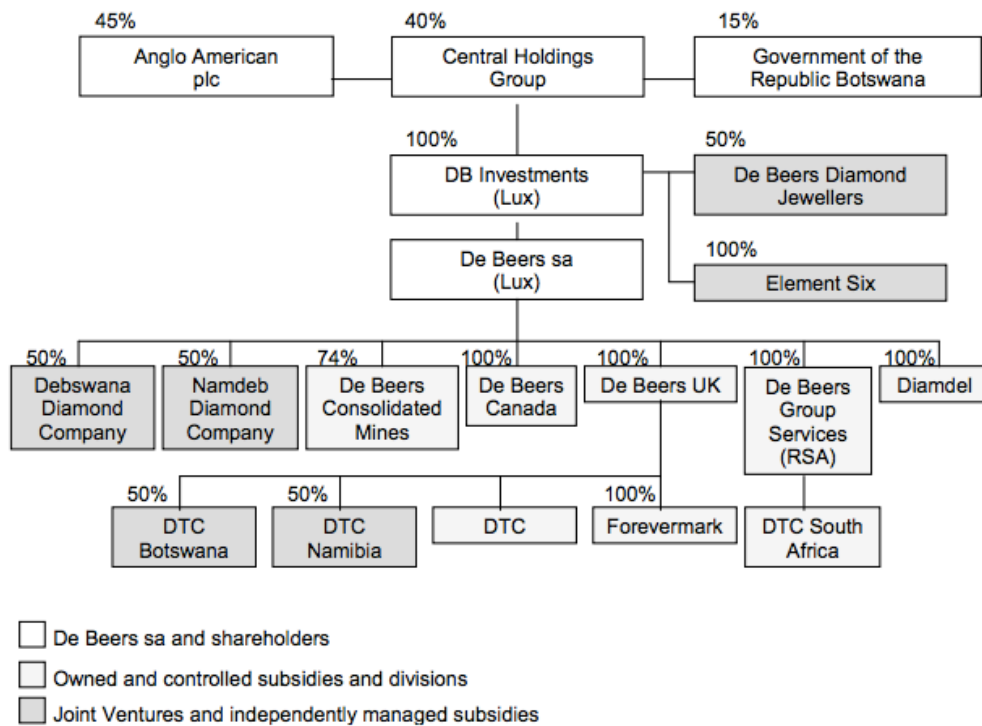 45%
40%
15%
Anglo American
plc
Central Holdings
Group
Government of the
Republic Botswana
100%
50%
DB Investments
(Lux)
De Beers Diamond
Jewellers
De Beers sa
(Lux)
100%
Element Six
50%
50%
74%
100%
100%
100%
100%
Debswana
Diamond
Company
Namdeb
Diamond
Company
De Beers
Consolidated
Mines
De Beers
Canada
De Beers UK
De Beers
Group
Services
(RSA)
Diamdel
50%
50%
100%
DTC
Botswana
DTC
Namibia
DTC
Forevermark
DTC South
Africa
De Beers sa and shareholders
Owned and controlled subsidies and divisions
Joint Ventures and independently managed subsidies